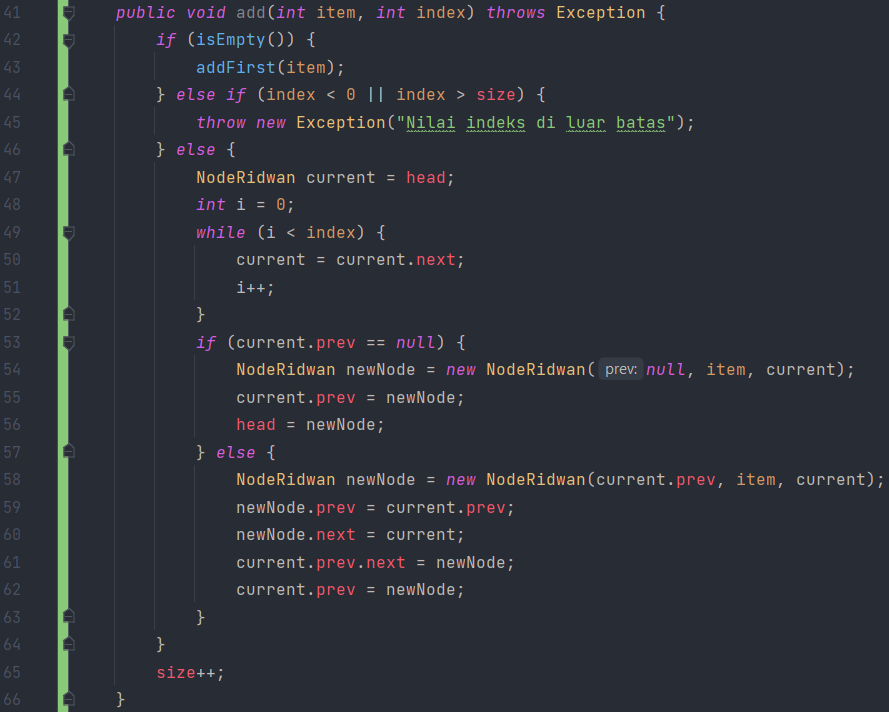 41 public void add(int item, int index) throws Exception {
42 if (isEmpty()) {
43 addFirst(item);
44 } else if (index < 0 || index > size) {
45 throw new Exception("Nilai indeks di luar batas");
46 } else {
47 NodeRidwan current = head;
48 int i = 0;
49 while (i < index) {
50 current = current.next;
51 i++;
52 }
53 if (current.prev == null) {
54 NodeRidwan newNode = new NodeRidwan( prev: null, item, current);
55 current.prev = newNode;
56 head = newNode;
57 } else {
58 NodeRidwan newNode = new NodeRidwan(current.prev, item, current);
59 newNode.prev = current.prev;
60 newNode.next = current;
61 current.prev.next = newNode;
62 current.prev = newNode;
63 }
64 }
65 size++;
66 }